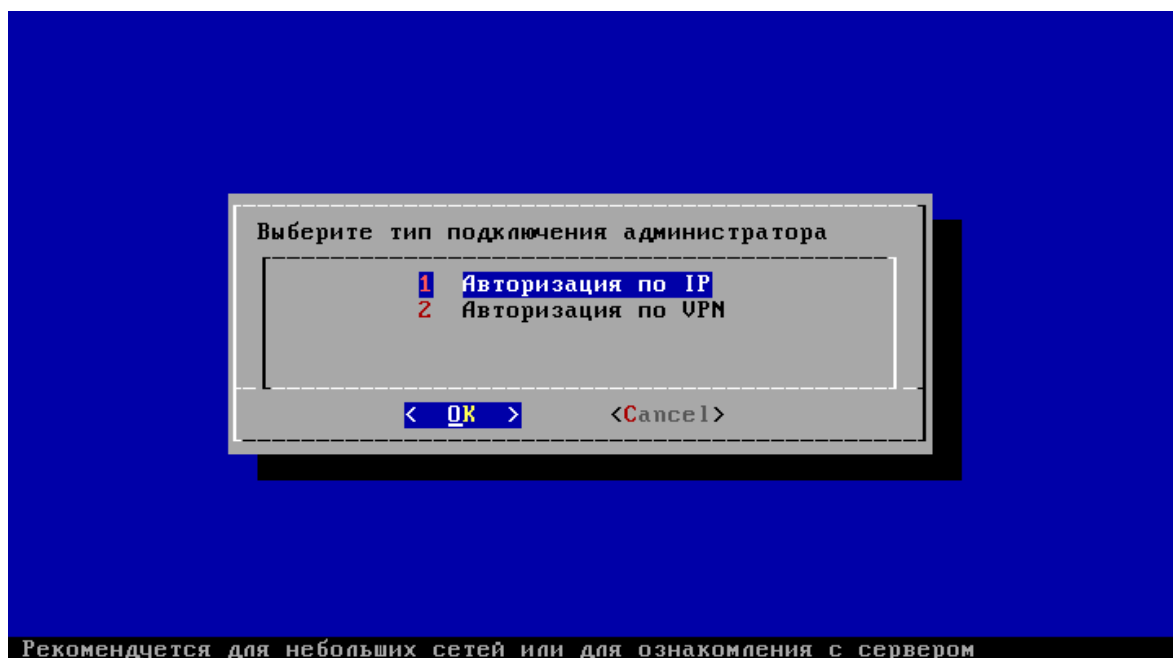 Выберите тип подключения администратора
1 Авторизация по IP
2 Авторизация по VPN
< OK > <Cancel>
Рекомендуется для небольших сетей или для ознакомления с сервером